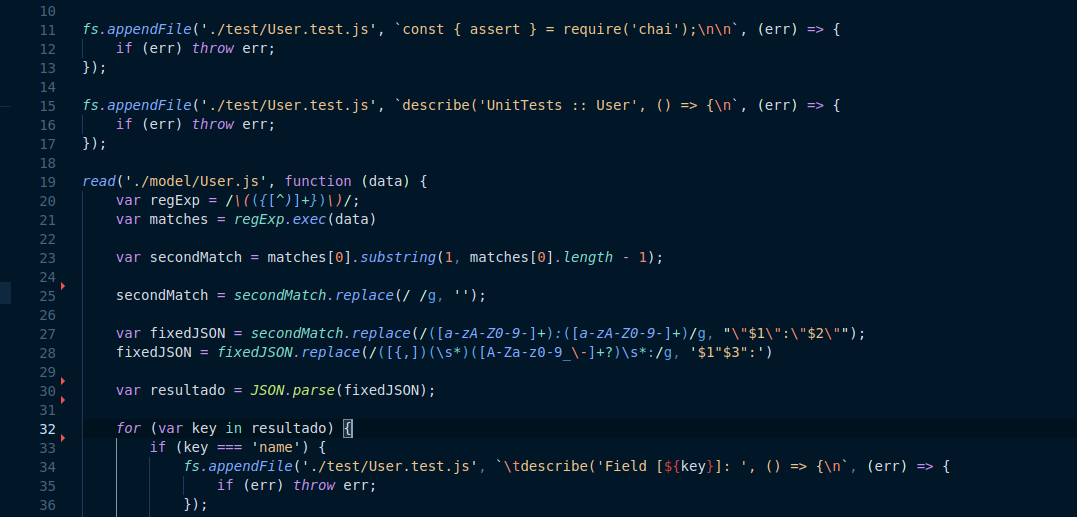 10
11 fs.appendFile('./test/User.test.js', `const { assert } = require('chai');\n\n`, (err) => {
12     if (err) throw err;
13 });
14
15 fs.appendFile('./test/User.test.js', `describe('UnitTests :: User', () => {\n`, (err) => {
16     if (err) throw err;
17 });
18
19 read('./model/User.js', function (data) {
20     var regExp = /\(({[^)]+})\)/;
21     var matches = regExp.exec(data)
22
23     var secondMatch = matches[0].substring(1, matches[0].length - 1);
24
25     secondMatch = secondMatch.replace(/ /g, '');
26
27     var fixedJSON = secondMatch.replace(/([a-zA-Z0-9-]+):([a-zA-Z0-9-]+)/g, "\"$1\":\"$2\"");
28     fixedJSON = fixedJSON.replace(/([{,])(\s*)([A-Za-z0-9_\-]+?)\s*:/g, '$1"$3":')
29
30     var resultado = JSON.parse(fixedJSON);
31
32     for (var key in resultado) {
33         if (key === 'name') {
34             fs.appendFile('./test/User.test.js', `\tdescribe('Field [${key}]: ', () => {\n`, (err) => {
35                 if (err) throw err;
36             });